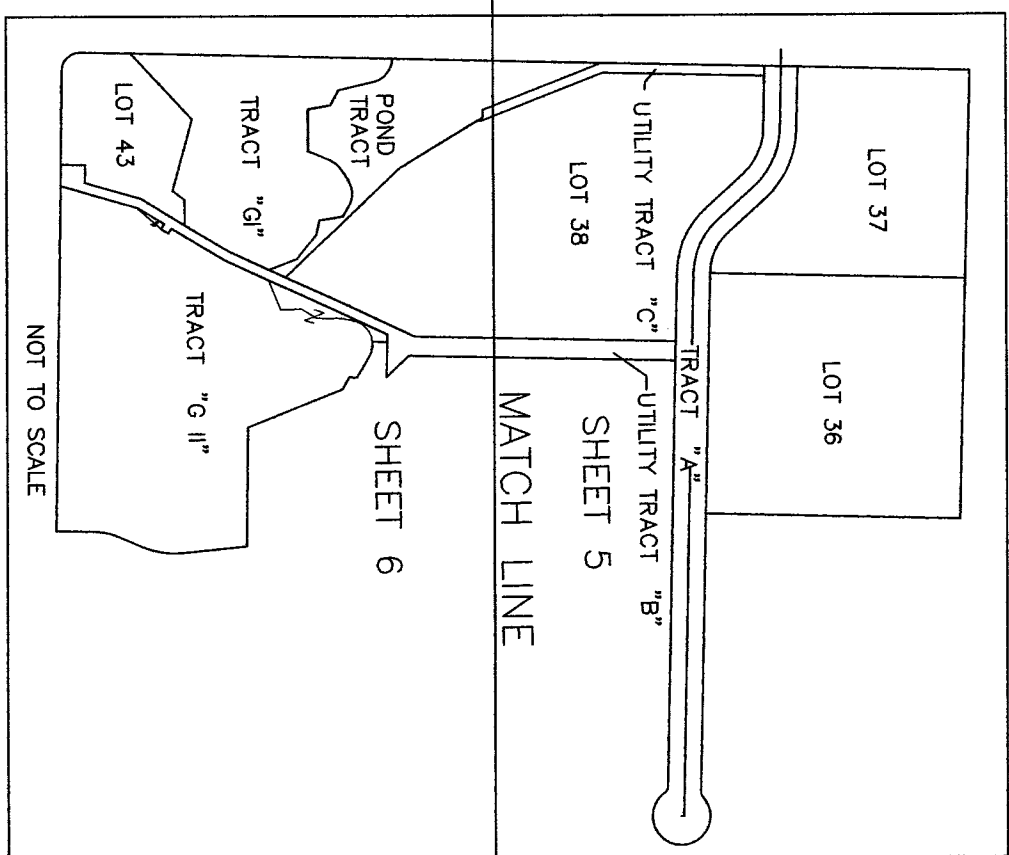 LOT 37
LOT 36
UTILITY TRACT "C"
LOT 38
TRACT "A"
UTILITY TRACT "B"
SHEET 5
MATCH LINE
SHEET 6
POND
TRACT
TRACT "GI"
LOT 43
TRACT "G II"
NOT TO SCALE